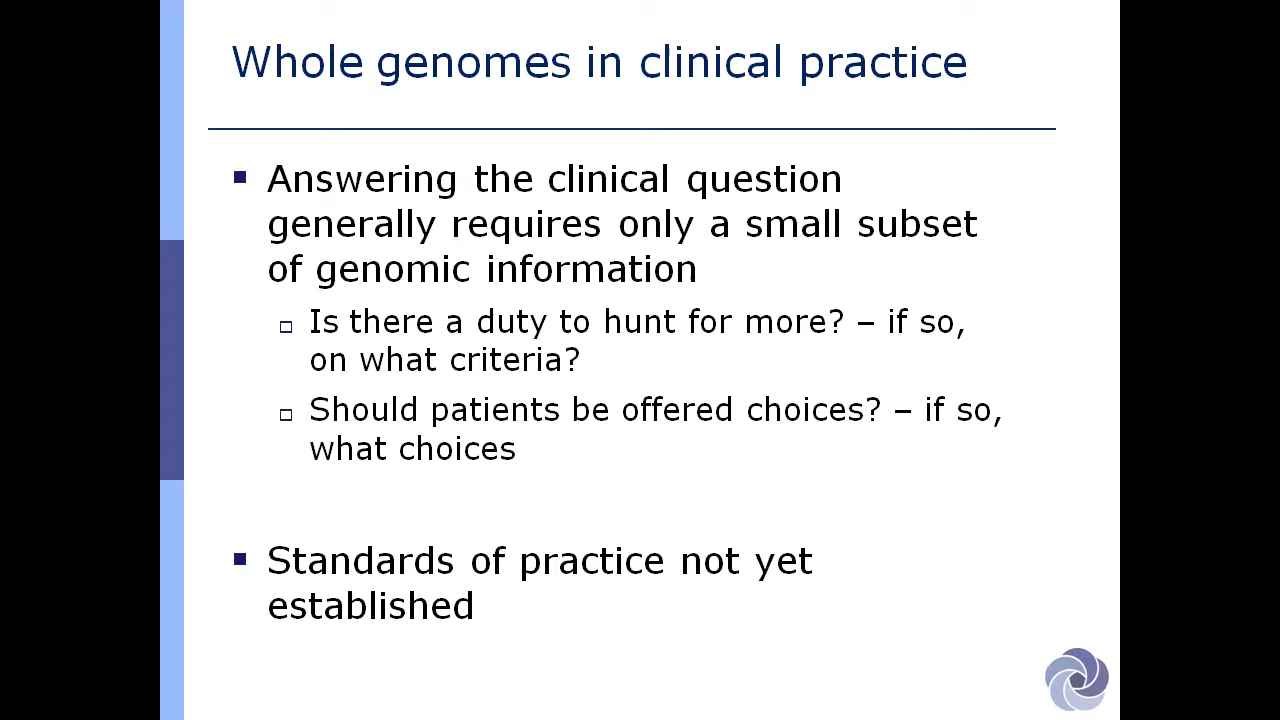 Whole genomes in clinical practice
Answering the clinical question
generally requires only a small subset
of genomic information
Is there a duty to hunt for more? – if so,
on what criteria?
Should patients be offered choices? – if so,
what choices
Standards of practice not yet
established